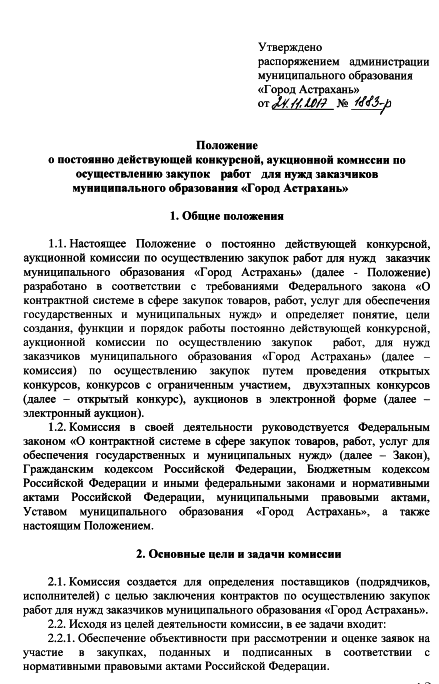 Утверждено
распоряжением администрации
муниципального образования
«Город Астрахань»
от 21.11.2017 № 1883-р
Положение
о постоянно действующей конкурсной, аукционной комиссии по
осуществлению закупок работ для нужд заказчиков
муниципального образования «Город Астрахань»
1. Общие положения
1.1. Настоящее Положение о постоянно действующей конкурсной,
аукционной комиссии по осуществлению закупок работ для нужд заказчик
муниципального образования «Город Астрахань» (далее - Положение)
разработано в соответствии с требованиями Федерального закона «О
контрактной системе в сфере закупок товаров, работ, услуг для обеспечения
государственных и муниципальных нужд» и определяет понятие, цели
создания, функции и порядок работы постоянно действующей конкурсной,
аукционной комиссии по осуществлению закупок работ, для нужд
заказчиков муниципального образования «Город Астрахань» (далее –
комиссия) по осуществлению закупок путем проведения открытых
конкурсов, конкурсов с ограниченным участием, двухэтапных конкурсов
(далее – открытый конкурс), аукционов в электронной форме (далее –
электронный аукцион).
1.2. Комиссия в своей деятельности руководствуется Федеральным
законом «О контрактной системе в сфере закупок товаров, работ, услуг для
обеспечения государственных и муниципальных нужд» (далее – Закон),
Гражданским кодексом Российской Федерации, Бюджетным кодексом
Российской Федерации и иными федеральными законами и нормативными
актами Российской Федерации, муниципальными правовыми актами,
Уставом муниципального образования «Город Астрахань», а также
настоящим Положением.
2. Основные цели и задачи комиссии
2.1. Комиссия создается для определения поставщиков (подрядчиков,
исполнителей) с целью заключения контрактов по осуществлению закупок
работ для нужд заказчиков муниципального образования «Город Астрахань».
2.2. Исходя из целей деятельности комиссии, в ее задачи входит:
2.2.1. Обеспечение объективности при рассмотрении и оценке заявок на
участие в закупках, поданных и подписанных в соответствии с
нормативными правовыми актами Российской Федерации.